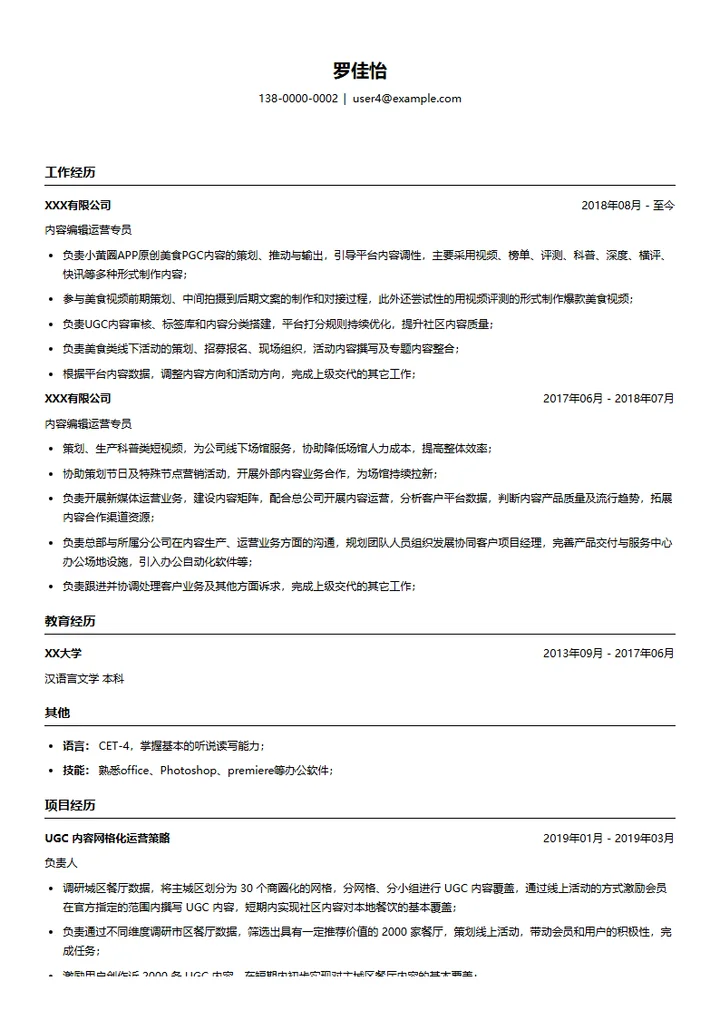 罗佳怡
138-0000-0002 | user4@example.com
工作经历
XXX有限公司 2018年08月 - 至今
内容编辑运营专员
• 负责小黄圈APP原创美食PGC内容的策划、推动与输出，引导平台内容调性，主要采用视频、榜单、评测、科普、深度、横评、
快讯等多种形式制作内容；
• 参与美食视频前期策划、中间拍摄到后期文案的制作和对接过程，此外还尝试性的用视频评测的形式制作爆款美食视频；
• 负责UGC内容审核、标签库和内容分类搭建，平台打分规则持续优化，提升社区内容质量；
• 负责美食类线下活动的策划、招募报名、现场组织，活动内容撰写及专题内容整合；
• 根据平台内容数据，调整内容方向和活动方向，完成上级交代的其它工作；
XXX有限公司 2017年06月 - 2018年07月
内容编辑运营专员
• 策划、生产科普类短视频，为公司线下场馆服务，协助降低场馆人力成本，提高整体效率；
• 协助策划节日及特殊节点营销活动，开展外部内容业务合作，为场馆持续拉新；
• 负责开展新媒体运营业务，建设内容矩阵，配合总公司开展内容运营，分析客户平台数据，判断内容产品质量及流行趋势，拓展
内容合作渠道资源；
• 负责总部与所属分公司在内容生产、运营业务方面的沟通，规划团队人员组织发展协同客户项目经理，完善产品交付与服务中心
办公场地设施，引入办公自动化软件等；
• 负责跟进并协调处理客户业务及其他方面诉求，完成上级交代的其它工作；
教育经历
XX大学 2013年09月 - 2017年06月
汉语言文学 本科
其他
• 语言： CET-4，掌握基本的听说读写能力；
• 技能： 熟悉office、Photoshop、premiere等办公软件；
项目经历
UGC 内容网格化运营策略 2019年01月 - 2019年03月
负责人
• 调研城区餐厅数据，将主城区划分为 30 个商圈化的网格，分网格、分小组进行 UGC 内容覆盖，通过线上活动的方式激励会员
在官方指定的范围内撰写 UGC 内容，短期内实现社区内容对本地餐饮的基本覆盖；
• 负责通过不同维度调研市区餐厅数据，筛选出具有一定推荐价值的 2000 家餐厅，策划线上活动，带动会员和用户的积极性，完
成任务；
• 激励用户创作近 2000 条 UGC 内容，在短期内初步实现对主城区餐厅内容的基本覆盖；